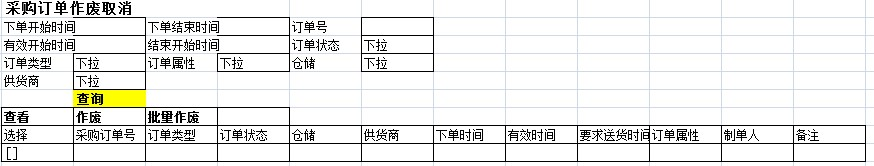 采购订单作废取消
下单开始时间 下单结束时间 订单号
有效开始时间 结束开始时间 订单状态 下拉
订单类型 下拉 订单属性 下拉 仓储 下拉
供货商 下拉
查询
查看 作废 批量作废
选择 采购订单号 订单类型 订单状态 仓储 供货商 下单时间 有效时间 要求送货时间 订单属性 制单人 备注
[]